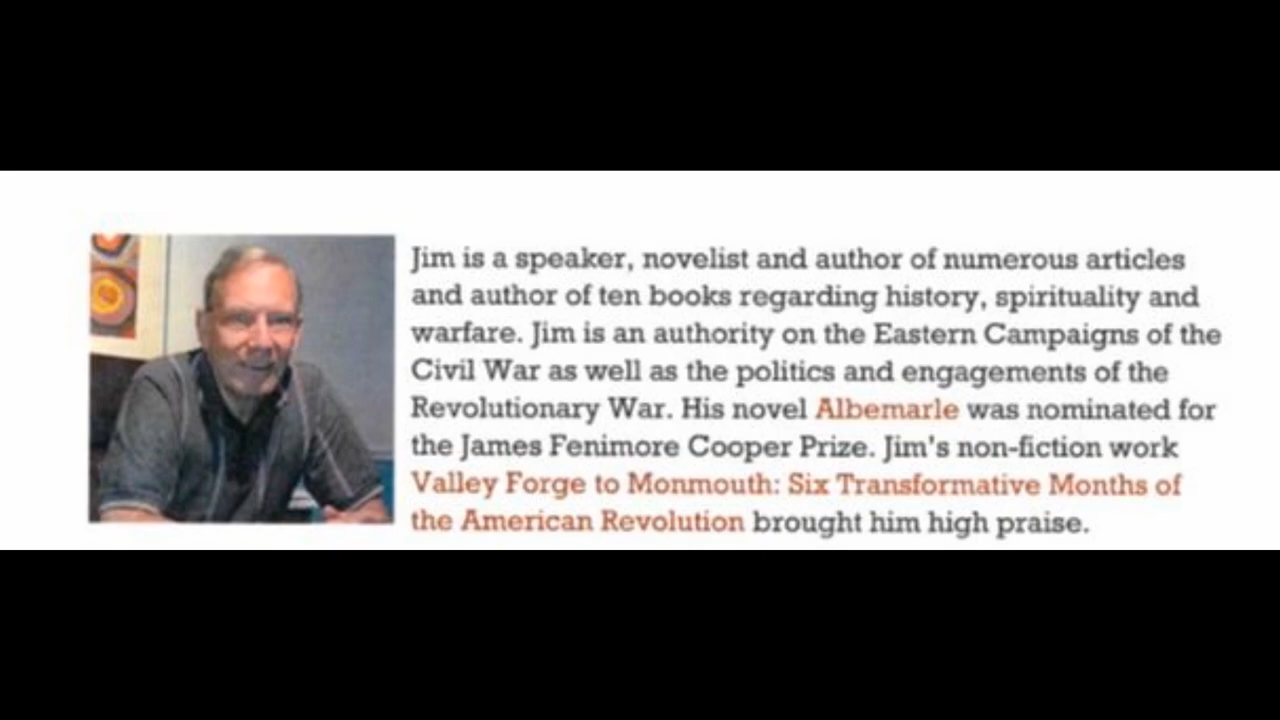 Jim is a speaker, novelist and author of numerous articles
and author of ten books regarding history, spirituality and
warfare. Jim is an authority on the Eastern Campaigns of the
Civil War as well as the politics and engagements of the
Revolutionary War. His novel Albemarle was nominated for
the James Fenimore Cooper Prize. Jim's non-fiction work
Valley Forge to Monmouth: Six Transformative Months of
the American Revolution brought him high praise.